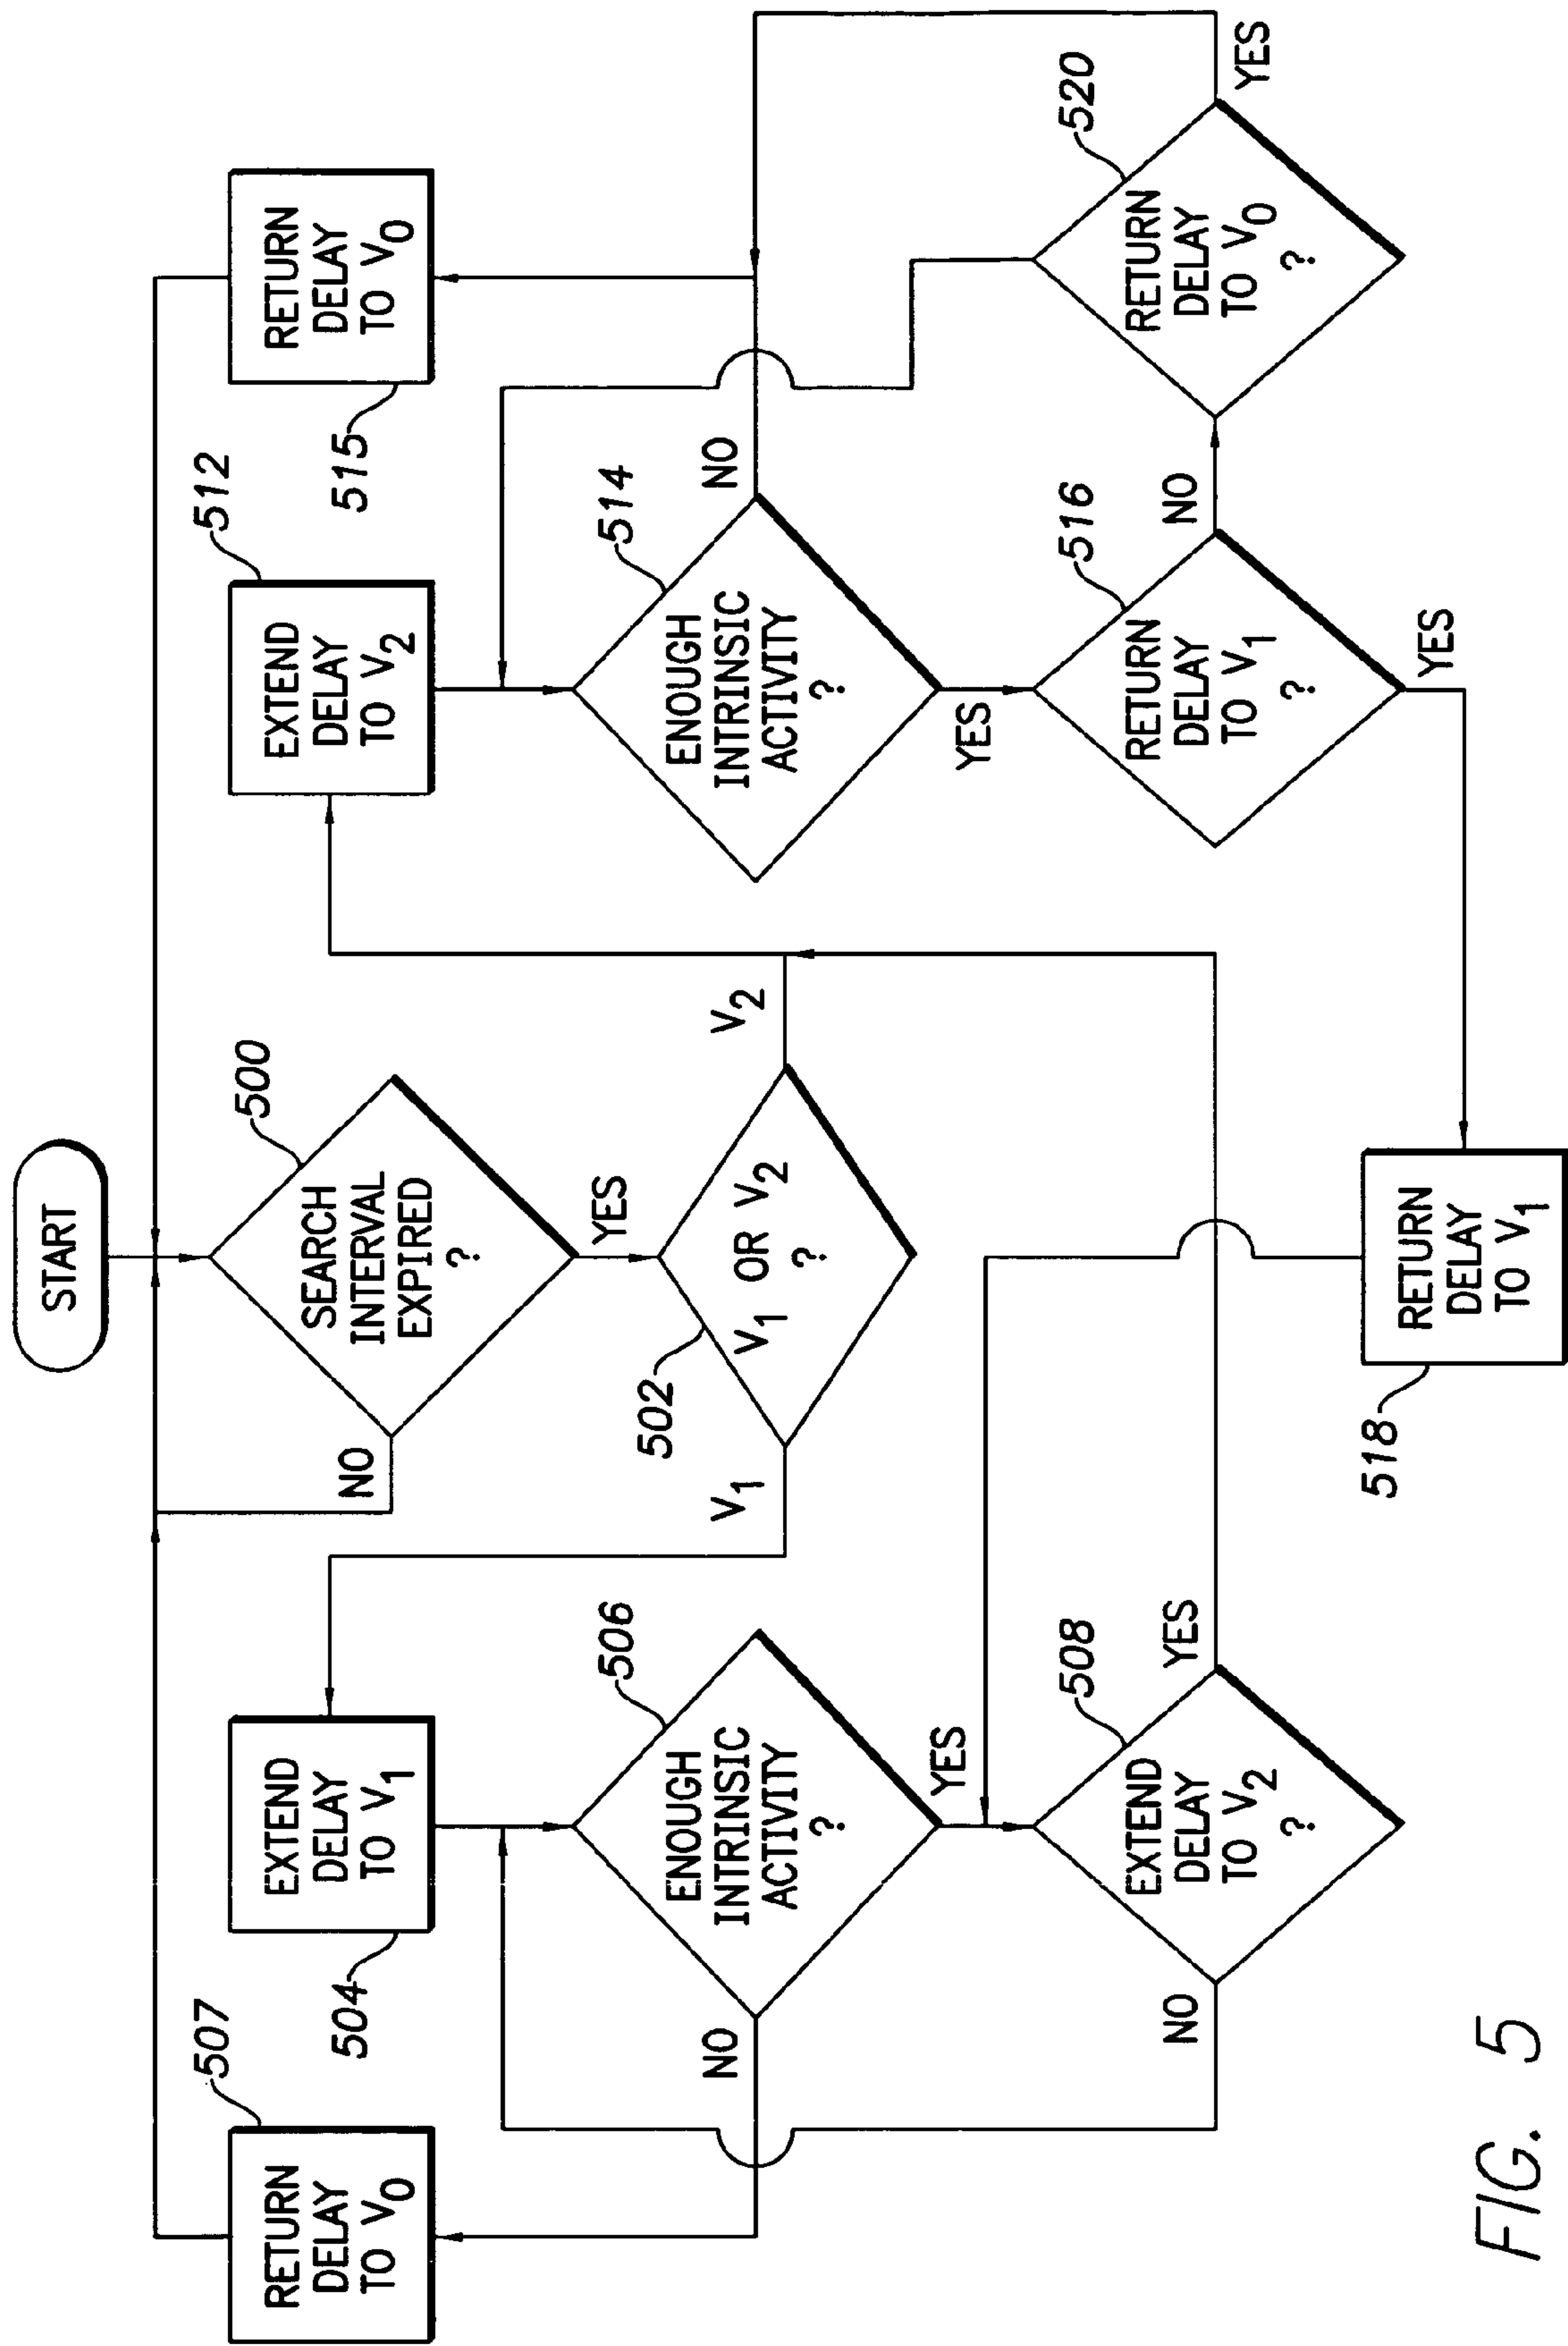 START
507
RETURN
DELAY
TO V0
504
EXTEND
DELAY
TO V1
500
SEARCH
INTERVAL
EXPIRED
?
NO
YES
512
EXTEND
DELAY
TO V2
515
RETURN
DELAY
TO V0
502
V1 OR V2
?
V1
V2
506
ENOUGH
INTRINSIC
ACTIVITY
?
NO
YES
514
ENOUGH
INTRINSIC
ACTIVITY
?
NO
YES
508
EXTEND
DELAY
TO V2
?
NO
YES
516
RETURN
DELAY
TO V1
?
NO
YES
520
RETURN
DELAY
TO V0
?
YES
518
RETURN
DELAY
TO V1
FIG. 5